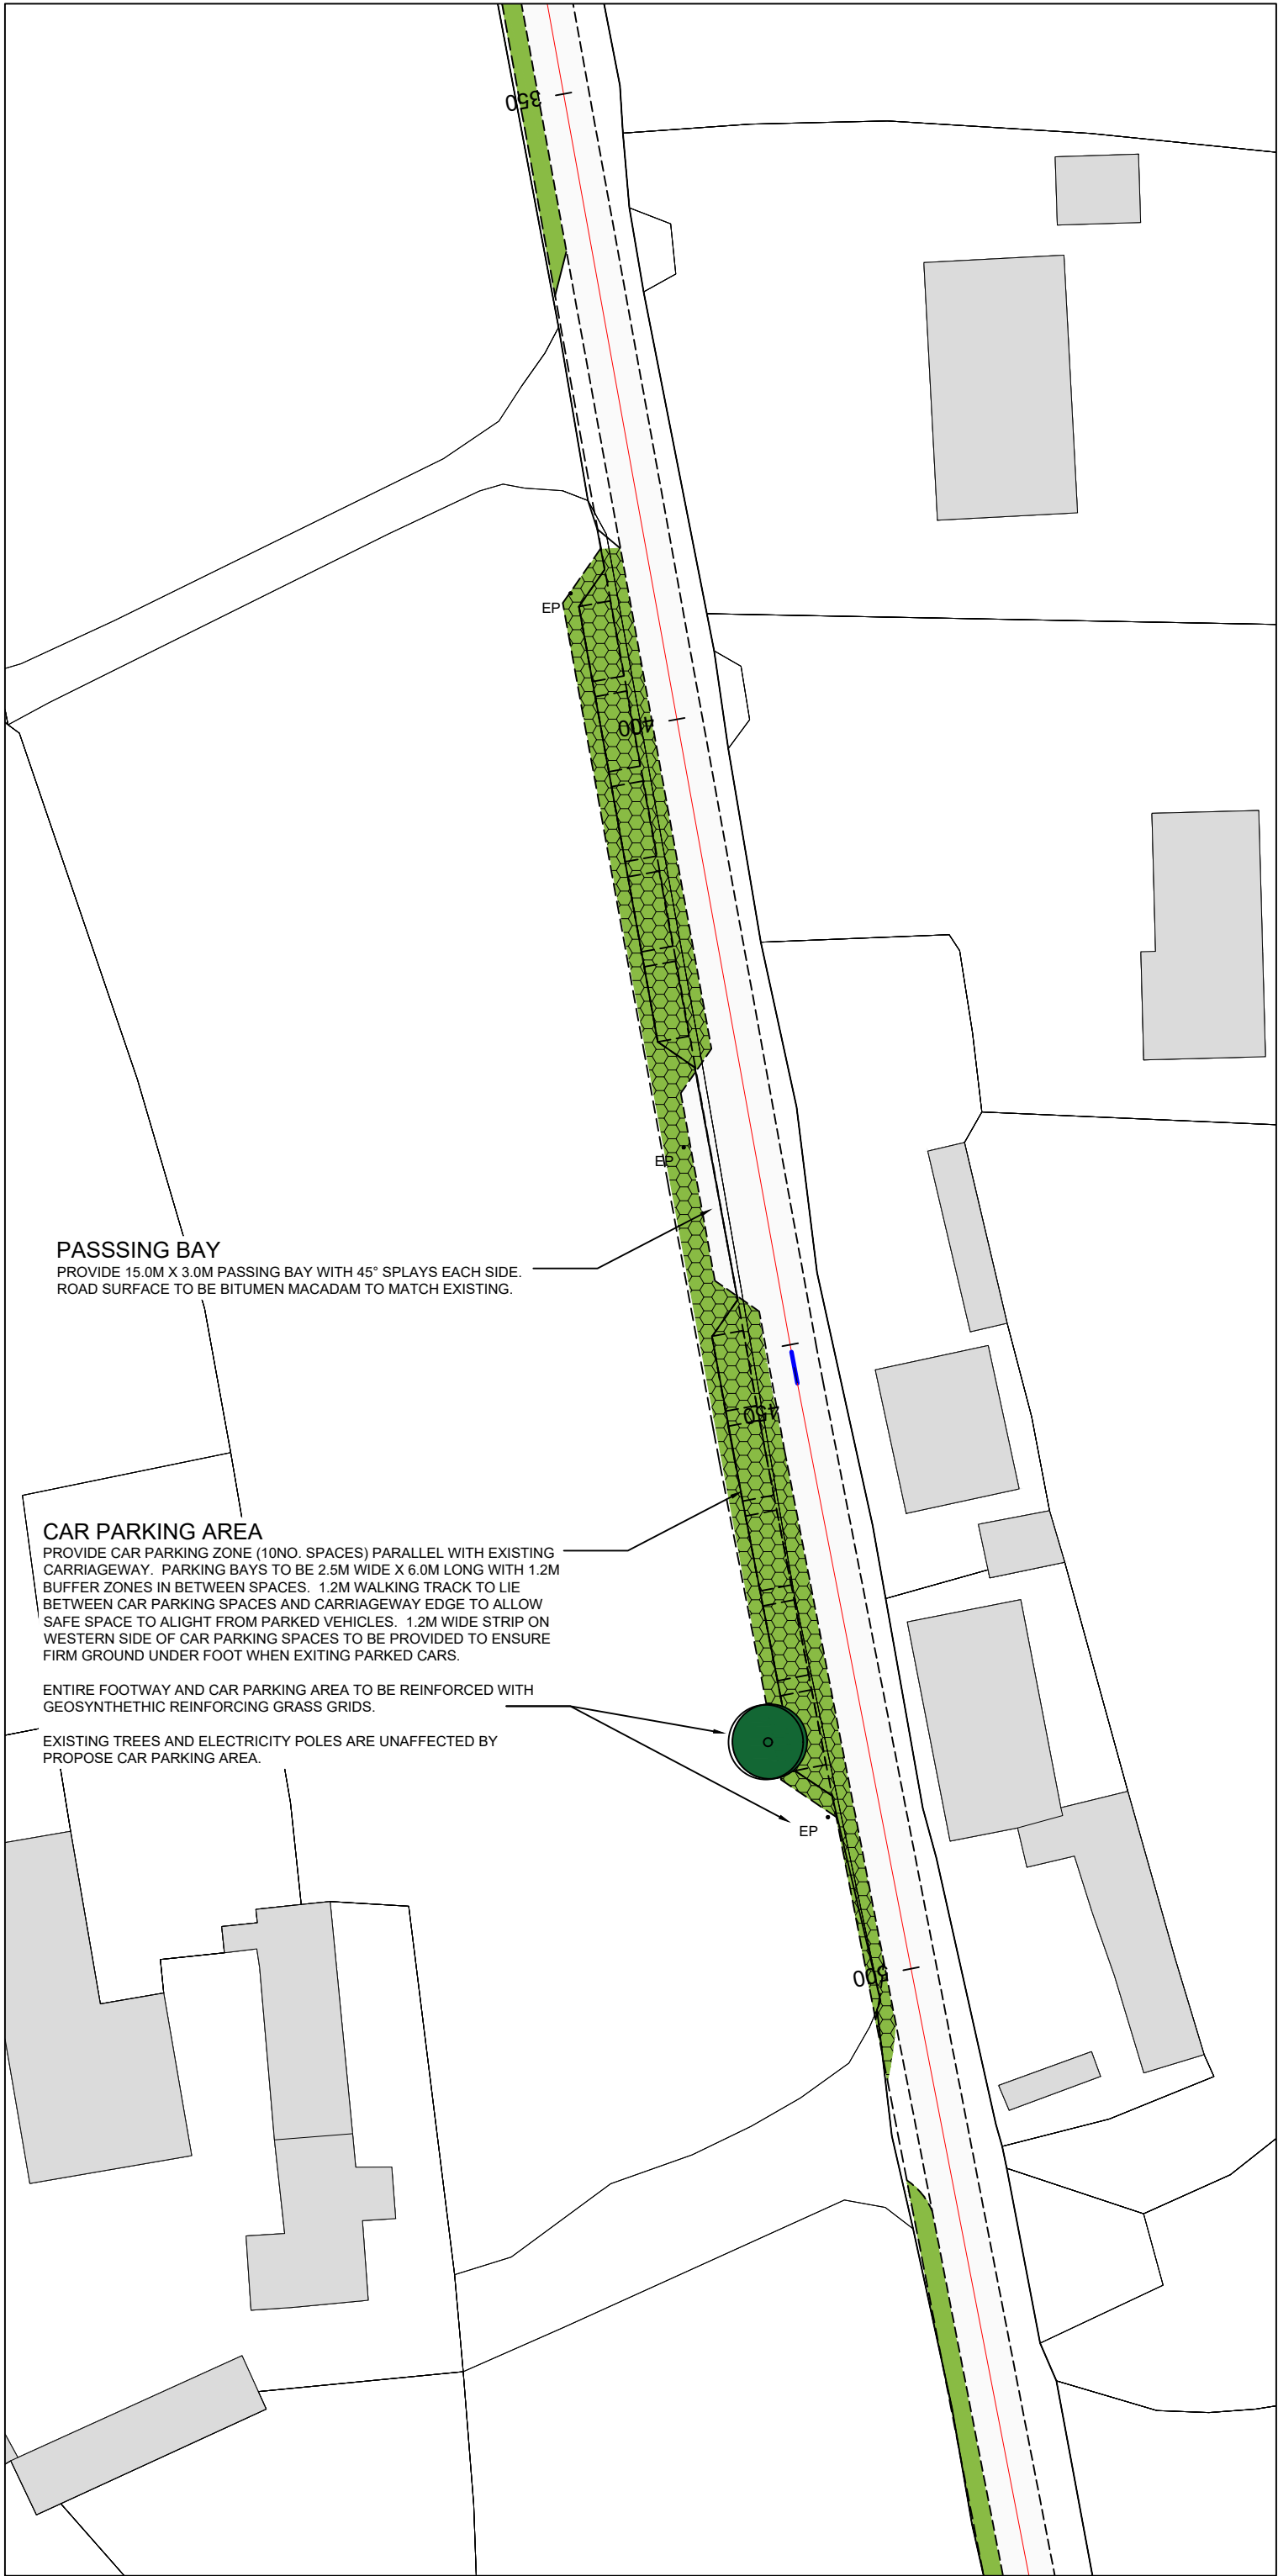 350
EP
400
EP
PASSSING BAY
PROVIDE 15.0M X 3.0M PASSING BAY WITH 45° SPLAYS EACH SIDE.
ROAD SURFACE TO BE BITUMEN MACADAM TO MATCH EXISTING.
450
CAR PARKING AREA
PROVIDE CAR PARKING ZONE (10NO. SPACES) PARALLEL WITH EXISTING
CARRIAGEWAY. PARKING BAYS TO BE 2.5M WIDE X 6.0M LONG WITH 1.2M
BUFFER ZONES IN BETWEEN SPACES. 1.2M WALKING TRACK TO LIE
BETWEEN CAR PARKING SPACES AND CARRIAGEWAY EDGE TO ALLOW
SAFE SPACE TO ALIGHT FROM PARKED VEHICLES. 1.2M WIDE STRIP ON
WESTERN SIDE OF CAR PARKING SPACES TO BE PROVIDED TO ENSURE
FIRM GROUND UNDER FOOT WHEN EXITING PARKED CARS.
ENTIRE FOOTWAY AND CAR PARKING AREA TO BE REINFORCED WITH
GEOSYNTHETHIC REINFORCING GRASS GRIDS.
EXISTING TREES AND ELECTRICITY POLES ARE UNAFFECTED BY
PROPOSE CAR PARKING AREA.
EP
500